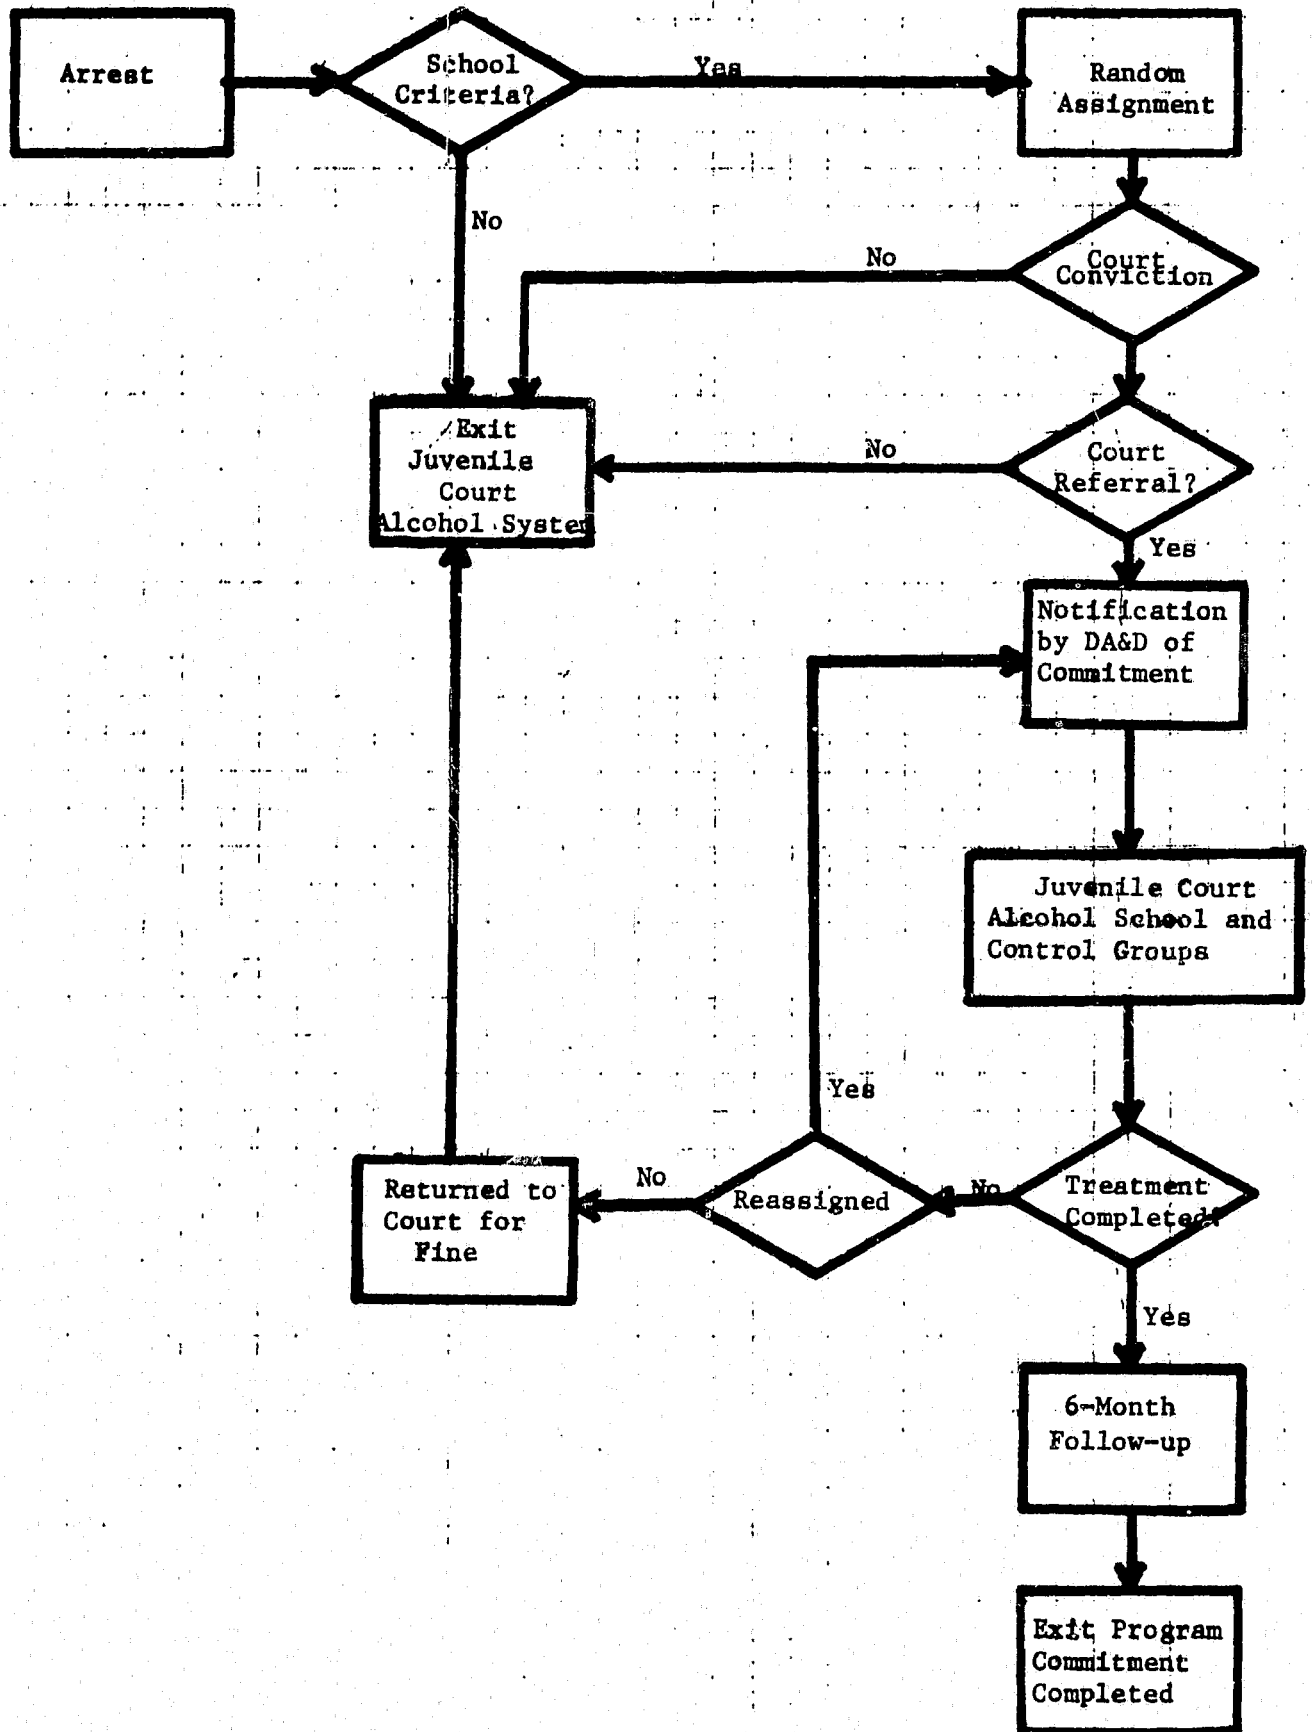 Arrest
School
Criteria?
Yes
Random
Assignment
No
No
Court
Conviction
Exit
Juvenile
Court
Alcohol System
No
Court
Referral?
Yes
Notification
by DA&D of
Commitment
Juvenile Court
Alcohol School and
Control Groups
Yes
Returned to
Court for
Fine
No
Reassigned
No
Treatment
Completed?
Yes
6-Month
Follow-up
Exit Program
Commitment
Completed